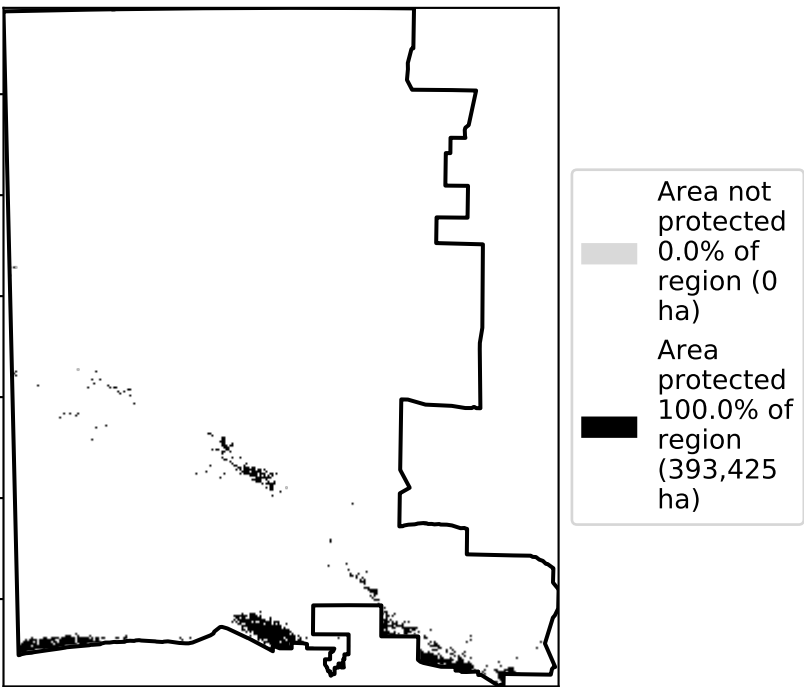 Area not
protected
0.0% of
region (0
ha)
Area
protected
100.0% of
region
(393,425
ha)